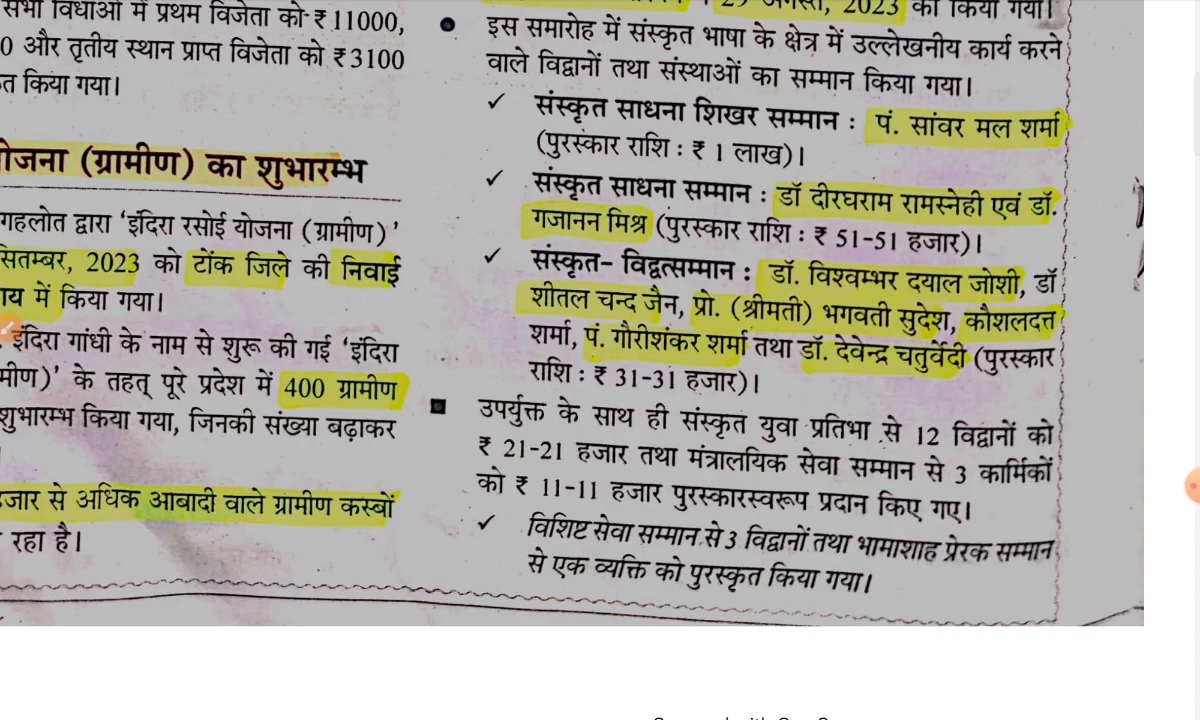 सभी विधाओं में प्रथम विजेता को ₹ 11000,
0 और तृतीय स्थान प्राप्त विजेता को ₹ 3100
त किया गया।
ोजना (ग्रामीण) का शुभारम्भ
गहलोत द्वारा ‘इंदिरा रसोई योजना (ग्रामीण)’
सितम्बर, 2023 को टोंक जिले की निवाई
में किया गया।
इंदिरा गांधी के नाम से शुरू की गई ‘इंदिरा
मीण)’ के तहत् पूरे प्रदेश में 400 ग्रामीण
शुभारम्भ किया गया, जिनकी संख्या बढ़ाकर
जार से अधिक आबादी वाले ग्रामीण कस्बों
रहा है।
29 अगस्त, 2023 को किया गया।
● इस समारोह में संस्कृत भाषा के क्षेत्र में उल्लेखनीय कार्य करने
वाले विद्वानों तथा संस्थाओं का सम्मान किया गया।
✓ संस्कृत साधना शिखर सम्मान : पं. सांवर मल शर्मा
(पुरस्कार राशि : ₹ 1 लाख)।
✓ संस्कृत साधना सम्मान : डॉ दीरघराम रामस्नेही एवं डॉ.
गजानन मिश्र (पुरस्कार राशि : ₹ 51-51 हजार)।
✓ संस्कृत- विद्वत्सम्मान : डॉ. विश्वम्भर दयाल जोशी, डॉ
शीतल चन्द जैन, प्रो. (श्रीमती) भगवती सुदेश, कौशलदत्त
शर्मा, पं. गौरीशंकर शर्मा तथा डॉ. देवेन्द्र चतुर्वेदी (पुरस्कार
राशि : ₹ 31-31 हजार)।
■ उपर्युक्त के साथ ही संस्कृत युवा प्रतिभा से 12 विद्वानों को
₹ 21-21 हजार तथा मंत्रालयिक सेवा सम्मान से 3 कार्मिकों
को ₹ 11-11 हजार पुरस्कारस्वरूप प्रदान किए गए।
✓ विशिष्ट सेवा सम्मान से 3 विद्वानों तथा भामाशाह प्रेरक सम्मान
से एक व्यक्ति को पुरस्कृत किया गया।